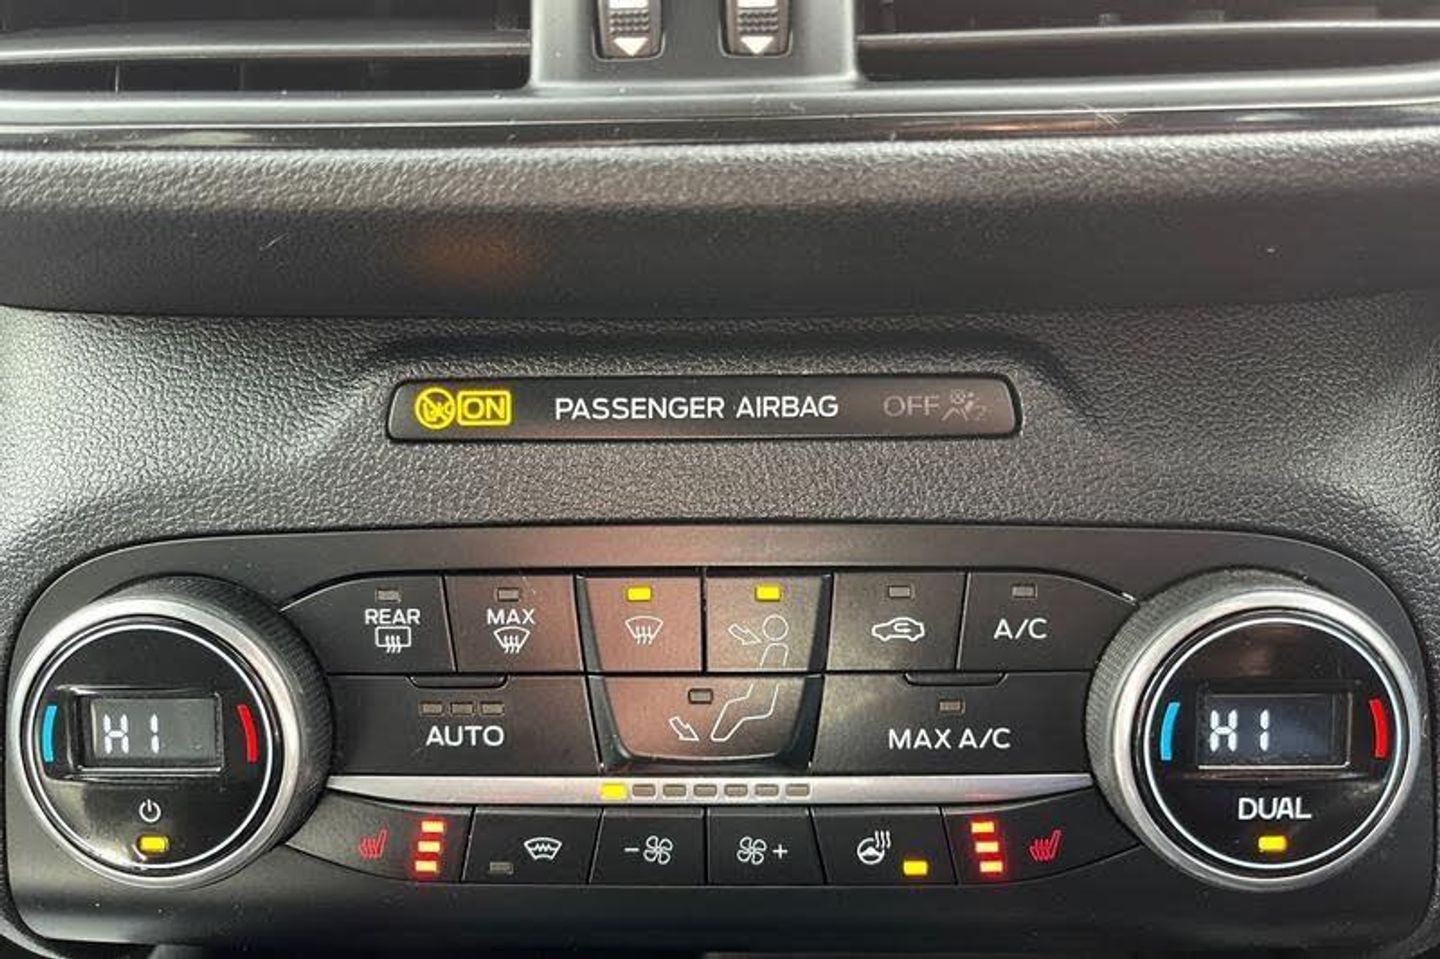 ON PASSENGER AIRBAG OFF
REAR
MAX
A/C
AUTO
MAX A/C
HI
HI
DUAL
- +